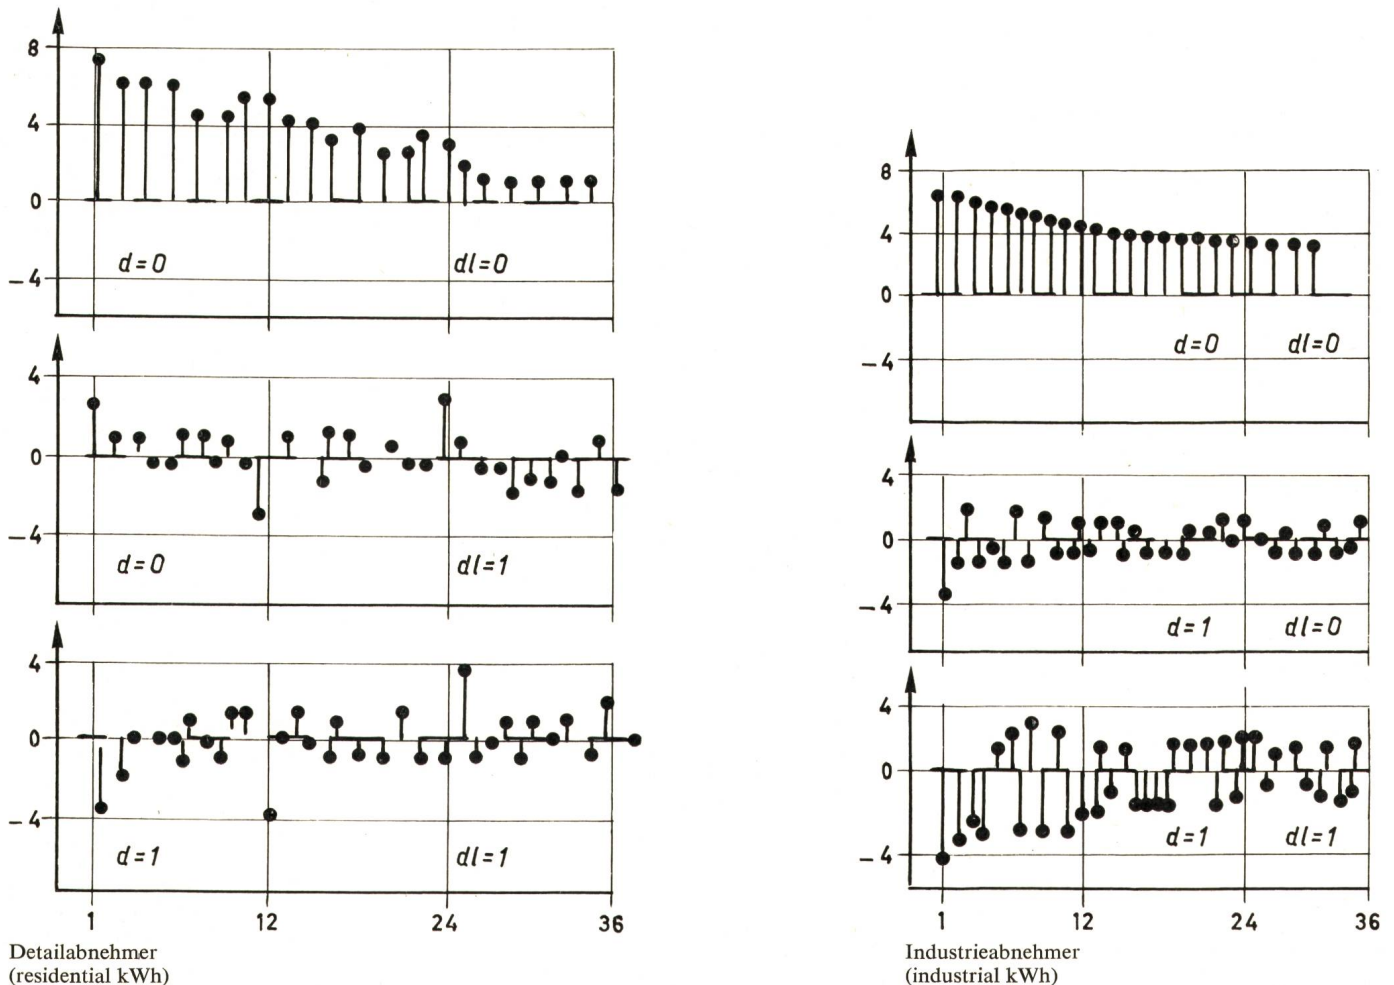 8
4
0
−4
d=0 dl=0
4
0
−4
d=0 dl=1
4
0
−4
d=1 dl=1
1 12 24 36
Detailabnehmer
(residential kWh)
8
4
0
−4
d=0 dl=0
4
0
−4
d=1 dl=0
4
0
−4
d=1 dl=1
1 12 24 36
Industrieabnehmer
(industrial kWh)